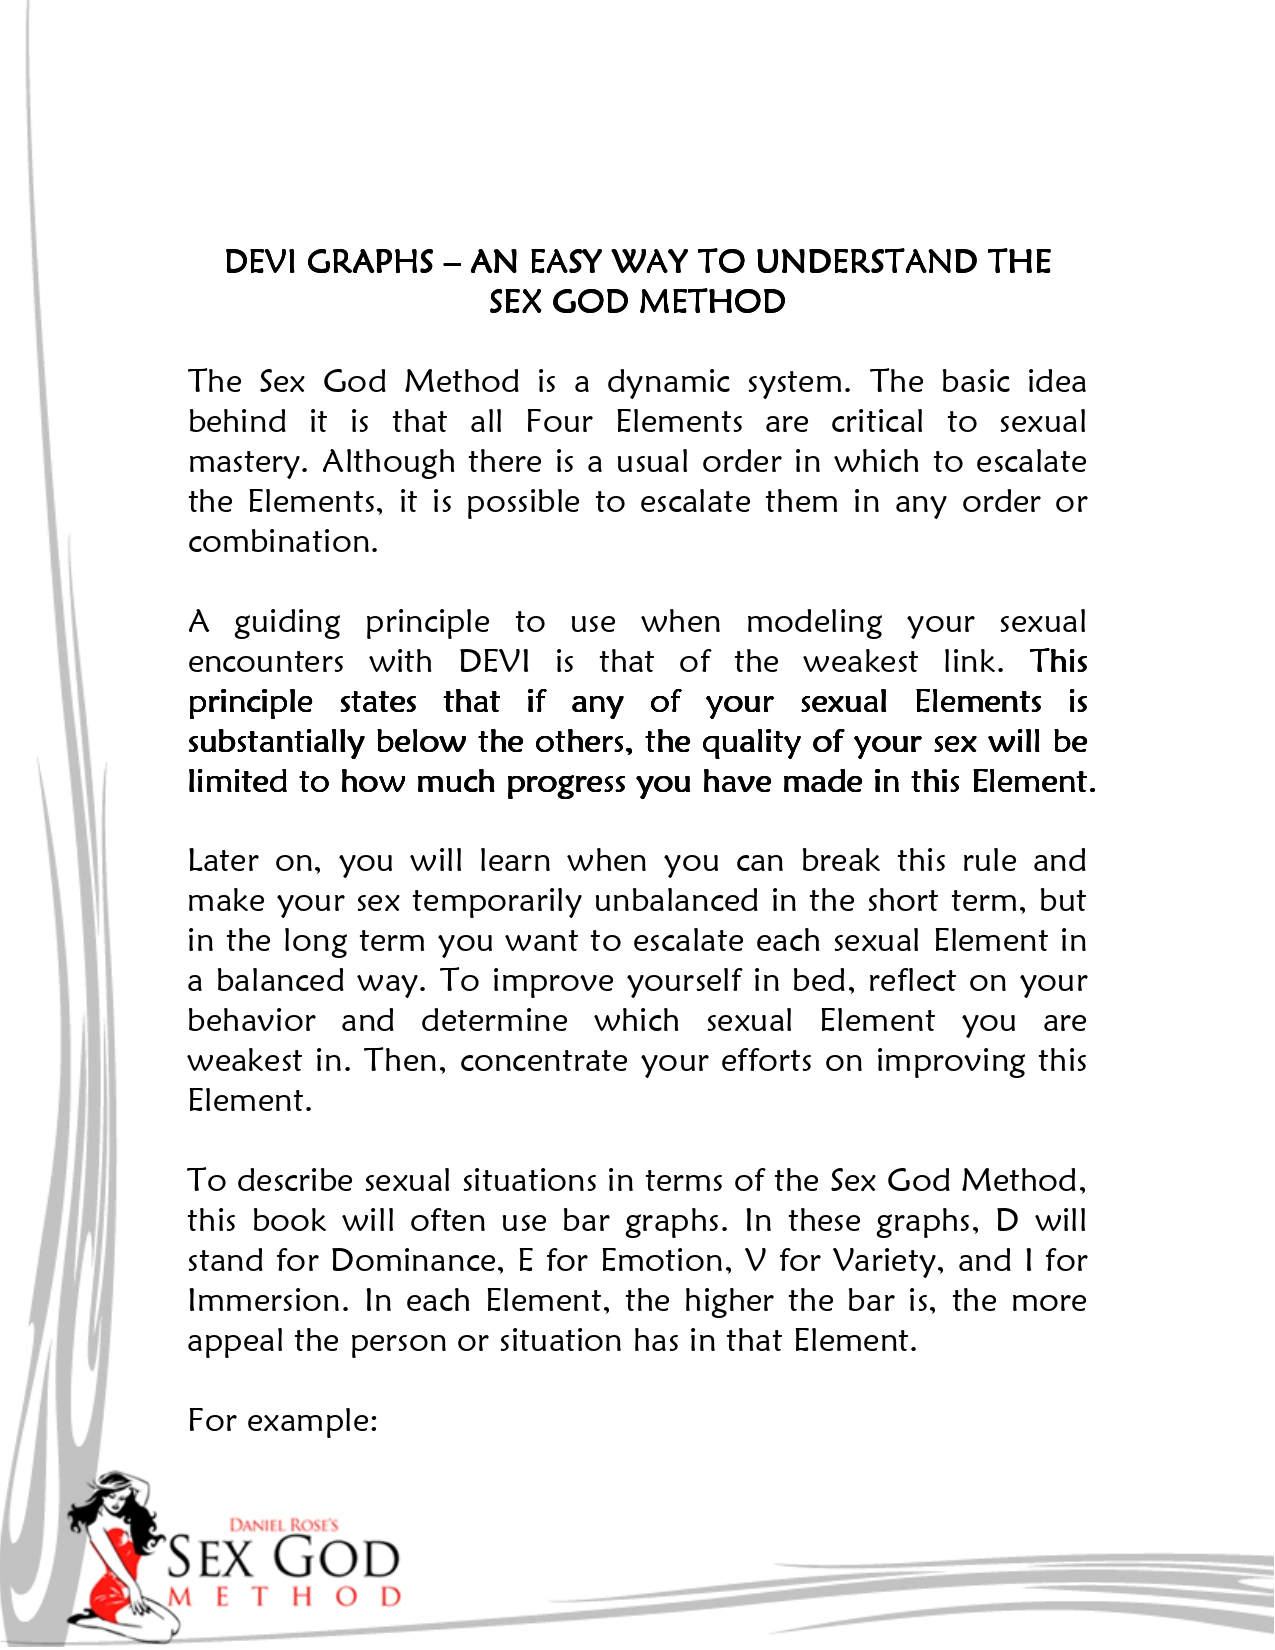 DEVI GRAPHS – AN EASY WAY TO UNDERSTAND THE
SEX GOD METHOD
The Sex God Method is a dynamic system. The basic idea
behind it is that all Four Elements are critical to sexual
mastery. Although there is a usual order in which to escalate
the Elements, it is possible to escalate them in any order or
combination.
A guiding principle to use when modeling your sexual
encounters with DEVI is that of the weakest link. This
principle states that if any of your sexual Elements is
substantially below the others, the quality of your sex will be
limited to how much progress you have made in this Element.
Later on, you will learn when you can break this rule and
make your sex temporarily unbalanced in the short term, but
in the long term you want to escalate each sexual Element in
a balanced way. To improve yourself in bed, reflect on your
behavior and determine which sexual Element you are
weakest in. Then, concentrate your efforts on improving this
Element.
To describe sexual situations in terms of the Sex God Method,
this book will often use bar graphs. In these graphs, D will
stand for Dominance, E for Emotion, V for Variety, and I for
Immersion. In each Element, the higher the bar is, the more
appeal the person or situation has in that Element.
For example:
DANIEL ROSE'S
SEX GOD
METHOD